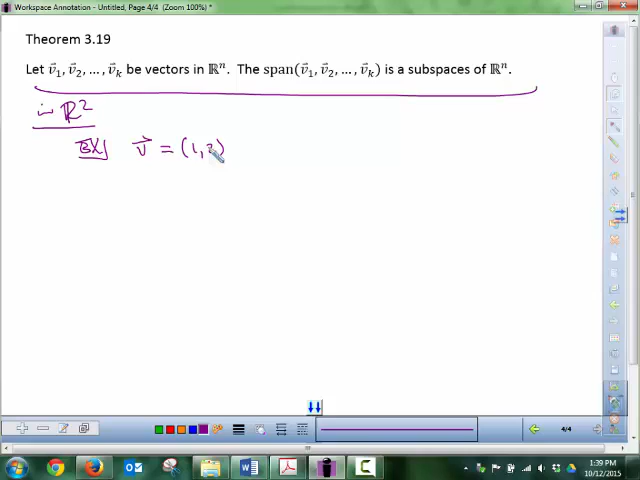 Workspace Annotation - Untitled, Page 4/4 (Zoom 100%) *
Theorem 3.19
Let v⃗₁, v⃗₂, …, v⃗ₖ be vectors in ℝⁿ. The span(v⃗₁, v⃗₂, …, v⃗ₖ) is a subspaces of ℝⁿ.
in ℝ²
EX v⃗ = (1,
4/4
1:39 PM
10/12/2015